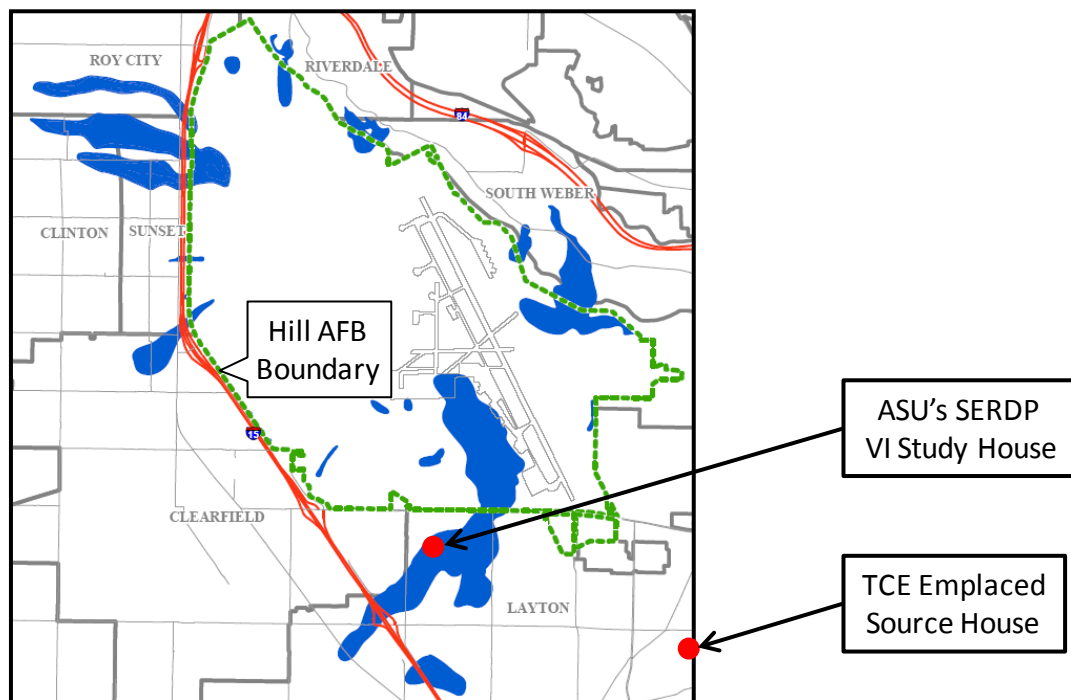 ROY CITY
RIVERDALE
84
SOUTH WEBER
CLINTON
SUNSET
Hill AFB
Boundary
15
ASU's SERDP
VI Study House
CLEARFIELD
LAYTON
TCE Emplaced
Source House